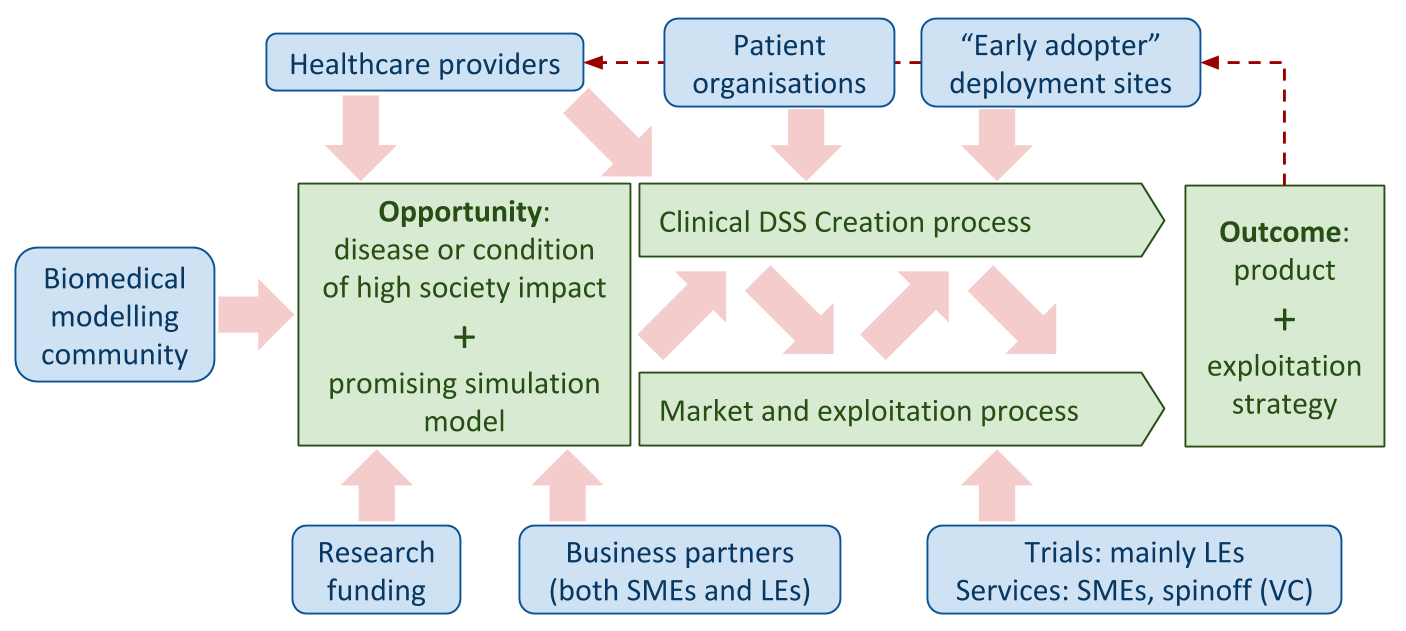 Healthcare providers
Patient
organisations
“Early adopter”
deployment sites
Biomedical
modelling
community
Opportunity:
disease or condition
of high society impact
+
promising simulation
model
Clinical DSS Creation process
Market and exploitation process
Outcome:
product
+
exploitation
strategy
Research
funding
Business partners
(both SMEs and LEs)
Trials: mainly LEs
Services: SMEs, spinoff (VC)